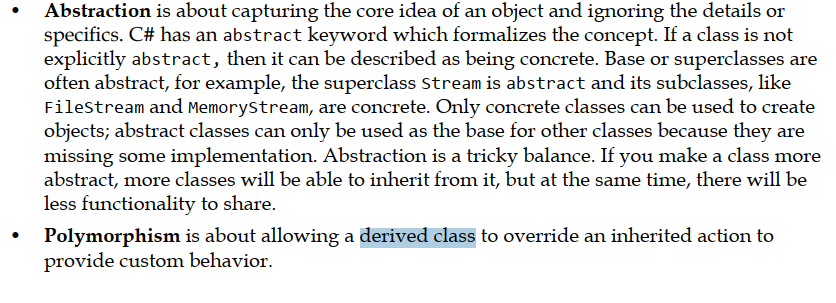 • Abstraction is about capturing the core idea of an object and ignoring the details or
specifics. C# has an abstract keyword which formalizes the concept. If a class is not
explicitly abstract, then it can be described as being concrete. Base or superclasses are
often abstract, for example, the superclass Stream is abstract and its subclasses, like
FileStream and MemoryStream, are concrete. Only concrete classes can be used to create
objects; abstract classes can only be used as the base for other classes because they are
missing some implementation. Abstraction is a tricky balance. If you make a class more
abstract, more classes will be able to inherit from it, but at the same time, there will be
less functionality to share.
• Polymorphism is about allowing a derived class to override an inherited action to
provide custom behavior.